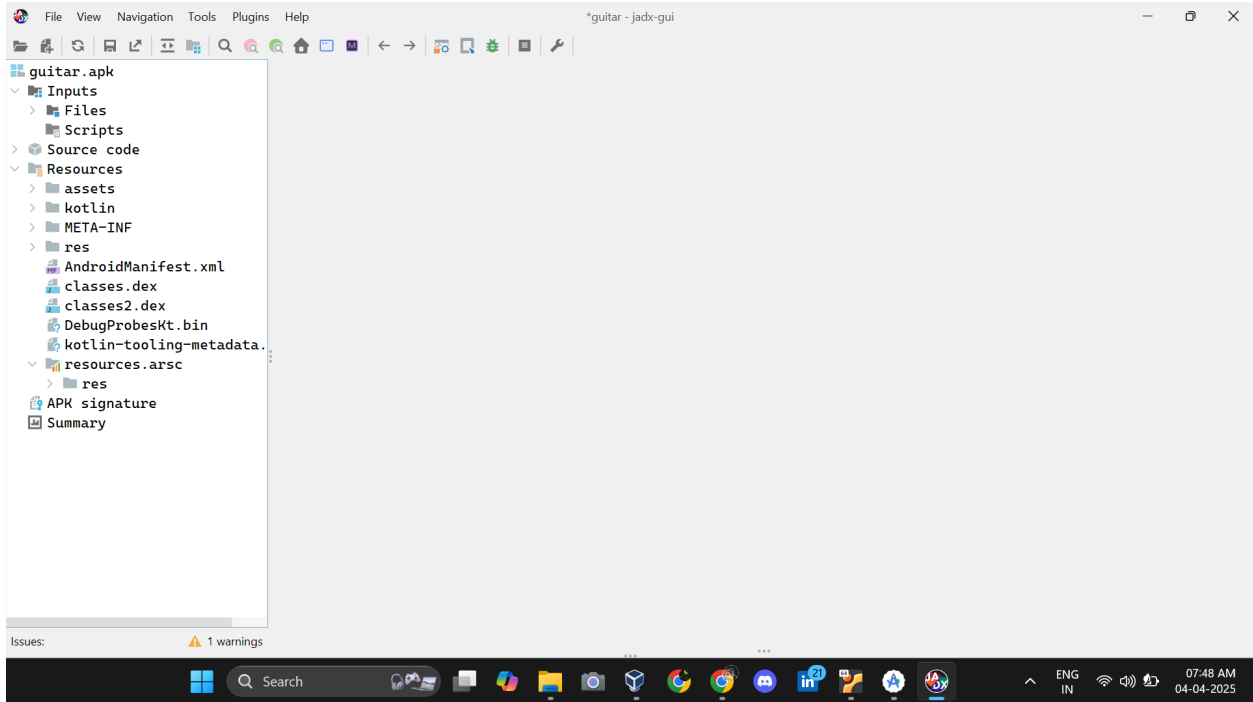 File View Navigation Tools Plugins Help *guitar - jadx-gui
guitar.apk
Inputs
Files
Scripts
Source code
Resources
assets
kotlin
META-INF
res
AndroidManifest.xml
classes.dex
classes2.dex
DebugProbesKt.bin
kotlin-tooling-metadata.
resources.arsc
res
APK signature
Summary
Issues: 1 warnings
Search
21
ENG
IN
07:48 AM
04-04-2025